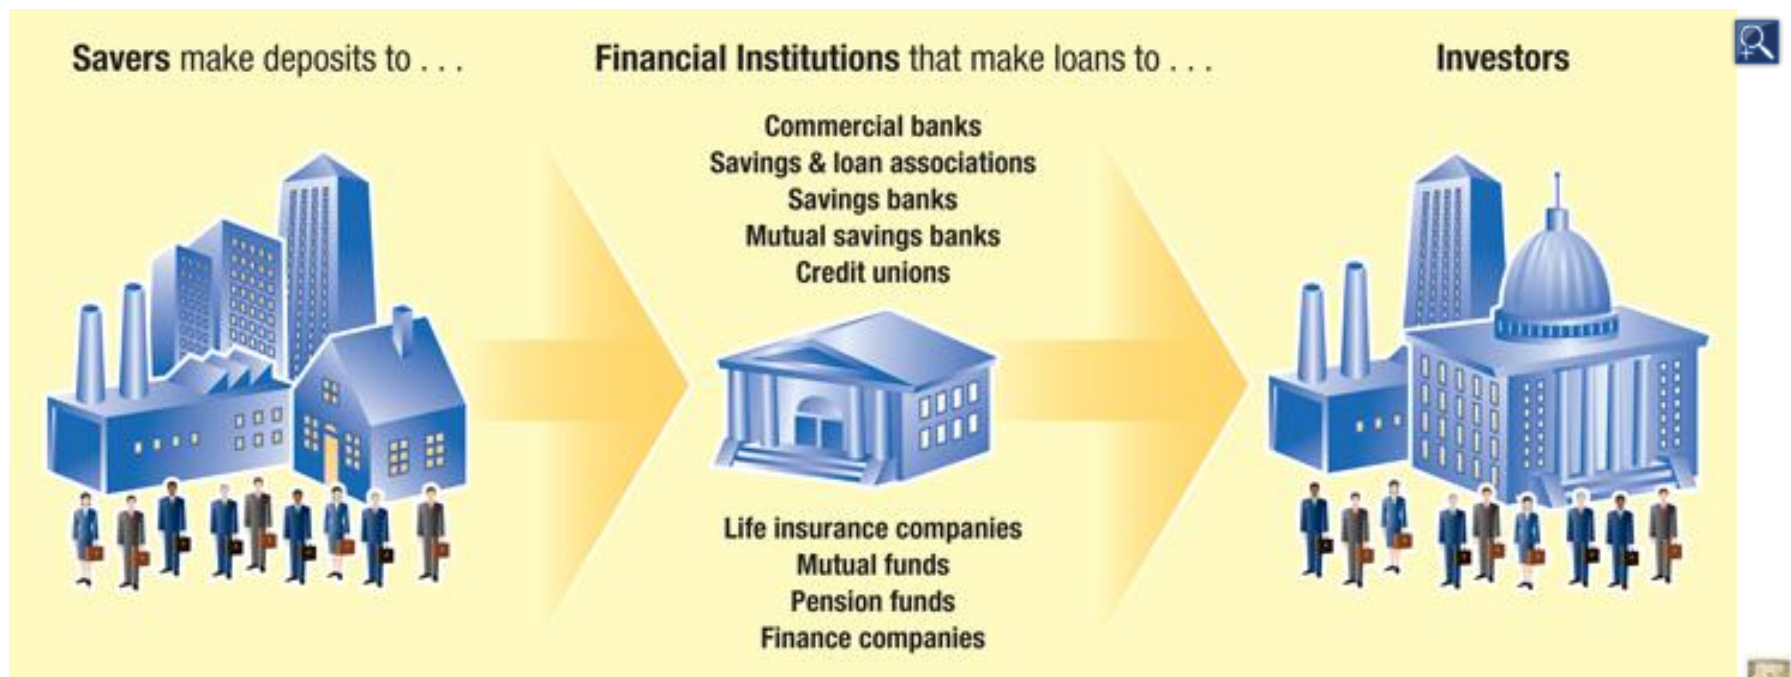 Savers make deposits to . . .
Financial Institutions that make loans to . . .
Investors
Commercial banks
Savings & loan associations
Savings banks
Mutual savings banks
Credit unions
Life insurance companies
Mutual funds
Pension funds
Finance companies